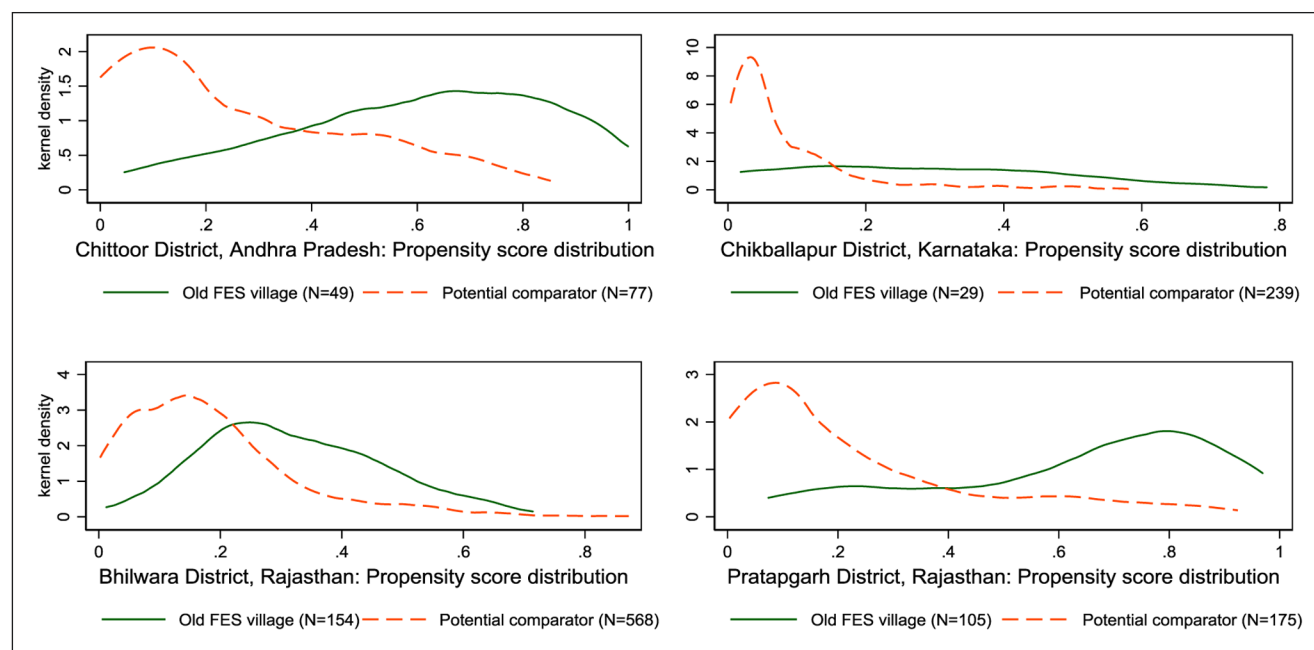 kernel density
2
1.5
1
.5
0
0 .2 .4 .6 .8 1
Chittoor District, Andhra Pradesh: Propensity score distribution
Old FES village (N=49) Potential comparator (N=77)
10
8
6
4
2
0
0 .2 .4 .6 .8
Chikballapur District, Karnataka: Propensity score distribution
Old FES village (N=29) Potential comparator (N=239)
kernel density
4
3
2
1
0
0 .2 .4 .6 .8
Bhilwara District, Rajasthan: Propensity score distribution
Old FES village (N=154) Potential comparator (N=568)
3
2
1
0
0 .2 .4 .6 .8 1
Pratapgarh District, Rajasthan: Propensity score distribution
Old FES village (N=105) Potential comparator (N=175)